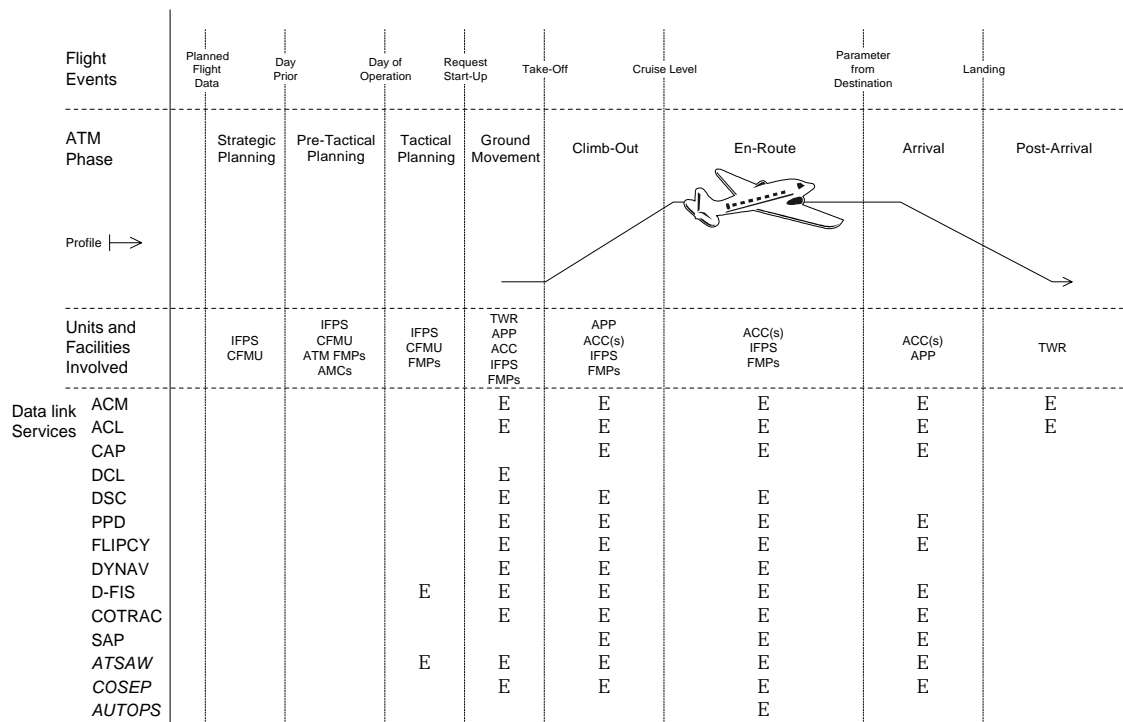 Flight
Events
Planned
Flight
Data
Day
Prior
Day of
Operation
Request
Start-Up
Take-Off
Cruise Level
Parameter
from
Destination
Landing
ATM
Phase
Strategic
Planning
Pre-Tactical
Planning
Tactical
Planning
Ground
Movement
Climb-Out
En-Route
Arrival
Post-Arrival
Profile
Units and
Facilities
Involved
IFPS
CFMU
IFPS
CFMU
ATM FMPs
AMCs
IFPS
CFMU
FMPs
TWR
APP
ACC
IFPS
FMPs
APP
ACC(s)
IFPS
FMPs
ACC(s)
IFPS
FMPs
ACC(s)
APP
TWR
Data link
Services
ACM E E E E E
ACL E E E E E
CAP E E E
DCL E
DSC E E E
PPD E E E E
FLIPCY E E E E
DYNAV E E E
D-FIS E E E E E
COTRAC E E E E
SAP E E E
ATSAW E E E E E
COSEP E E E E
AUTOPS E